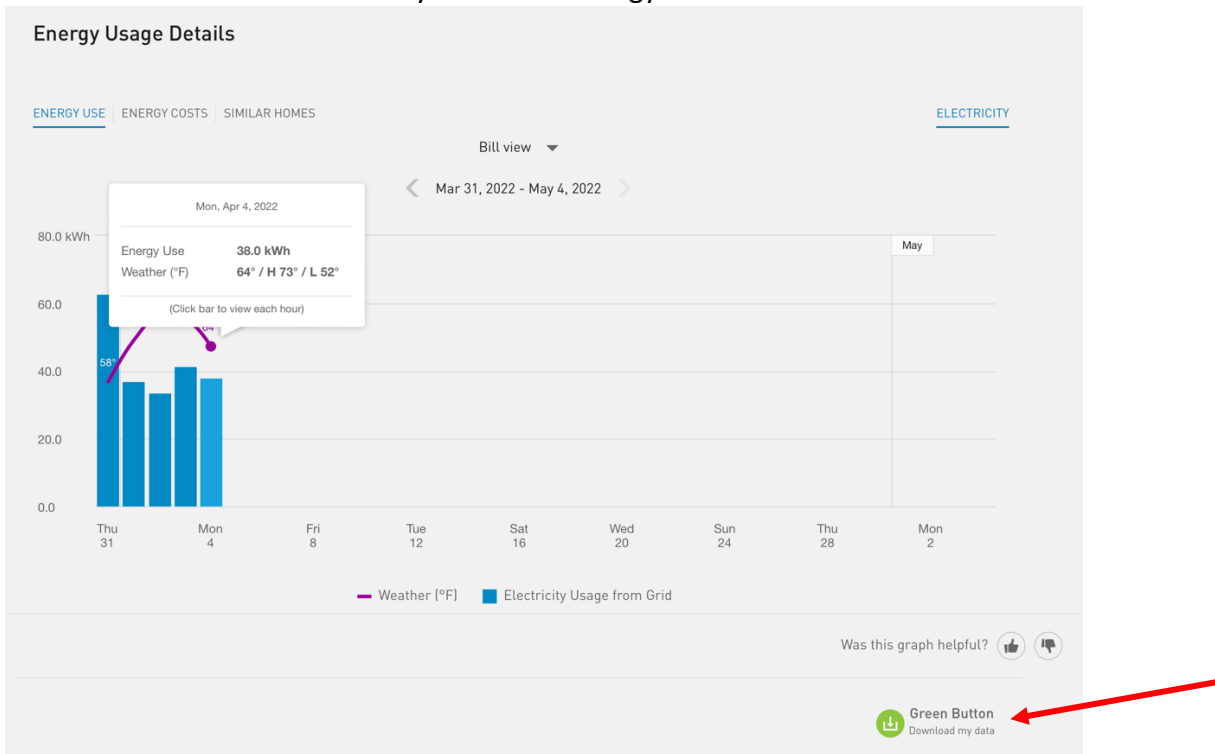 Energy Usage Details
ENERGY USE ENERGY COSTS SIMILAR HOMES ELECTRICITY
Bill view
Mar 31, 2022 - May 4, 2022
Mon, Apr 4, 2022
80.0 kWh
May
Energy Use 38.0 kWh
Weather (°F) 64° / H 73° / L 52°
60.0
(Click bar to view each hour)
58°
40.0
20.0
0.0
Thu Mon Fri Tue Sat Wed Sun Thu Mon
31 4 8 12 16 20 24 28 2
Weather (°F) Electricity Usage from Grid
Was this graph helpful?
Green Button
Download my data